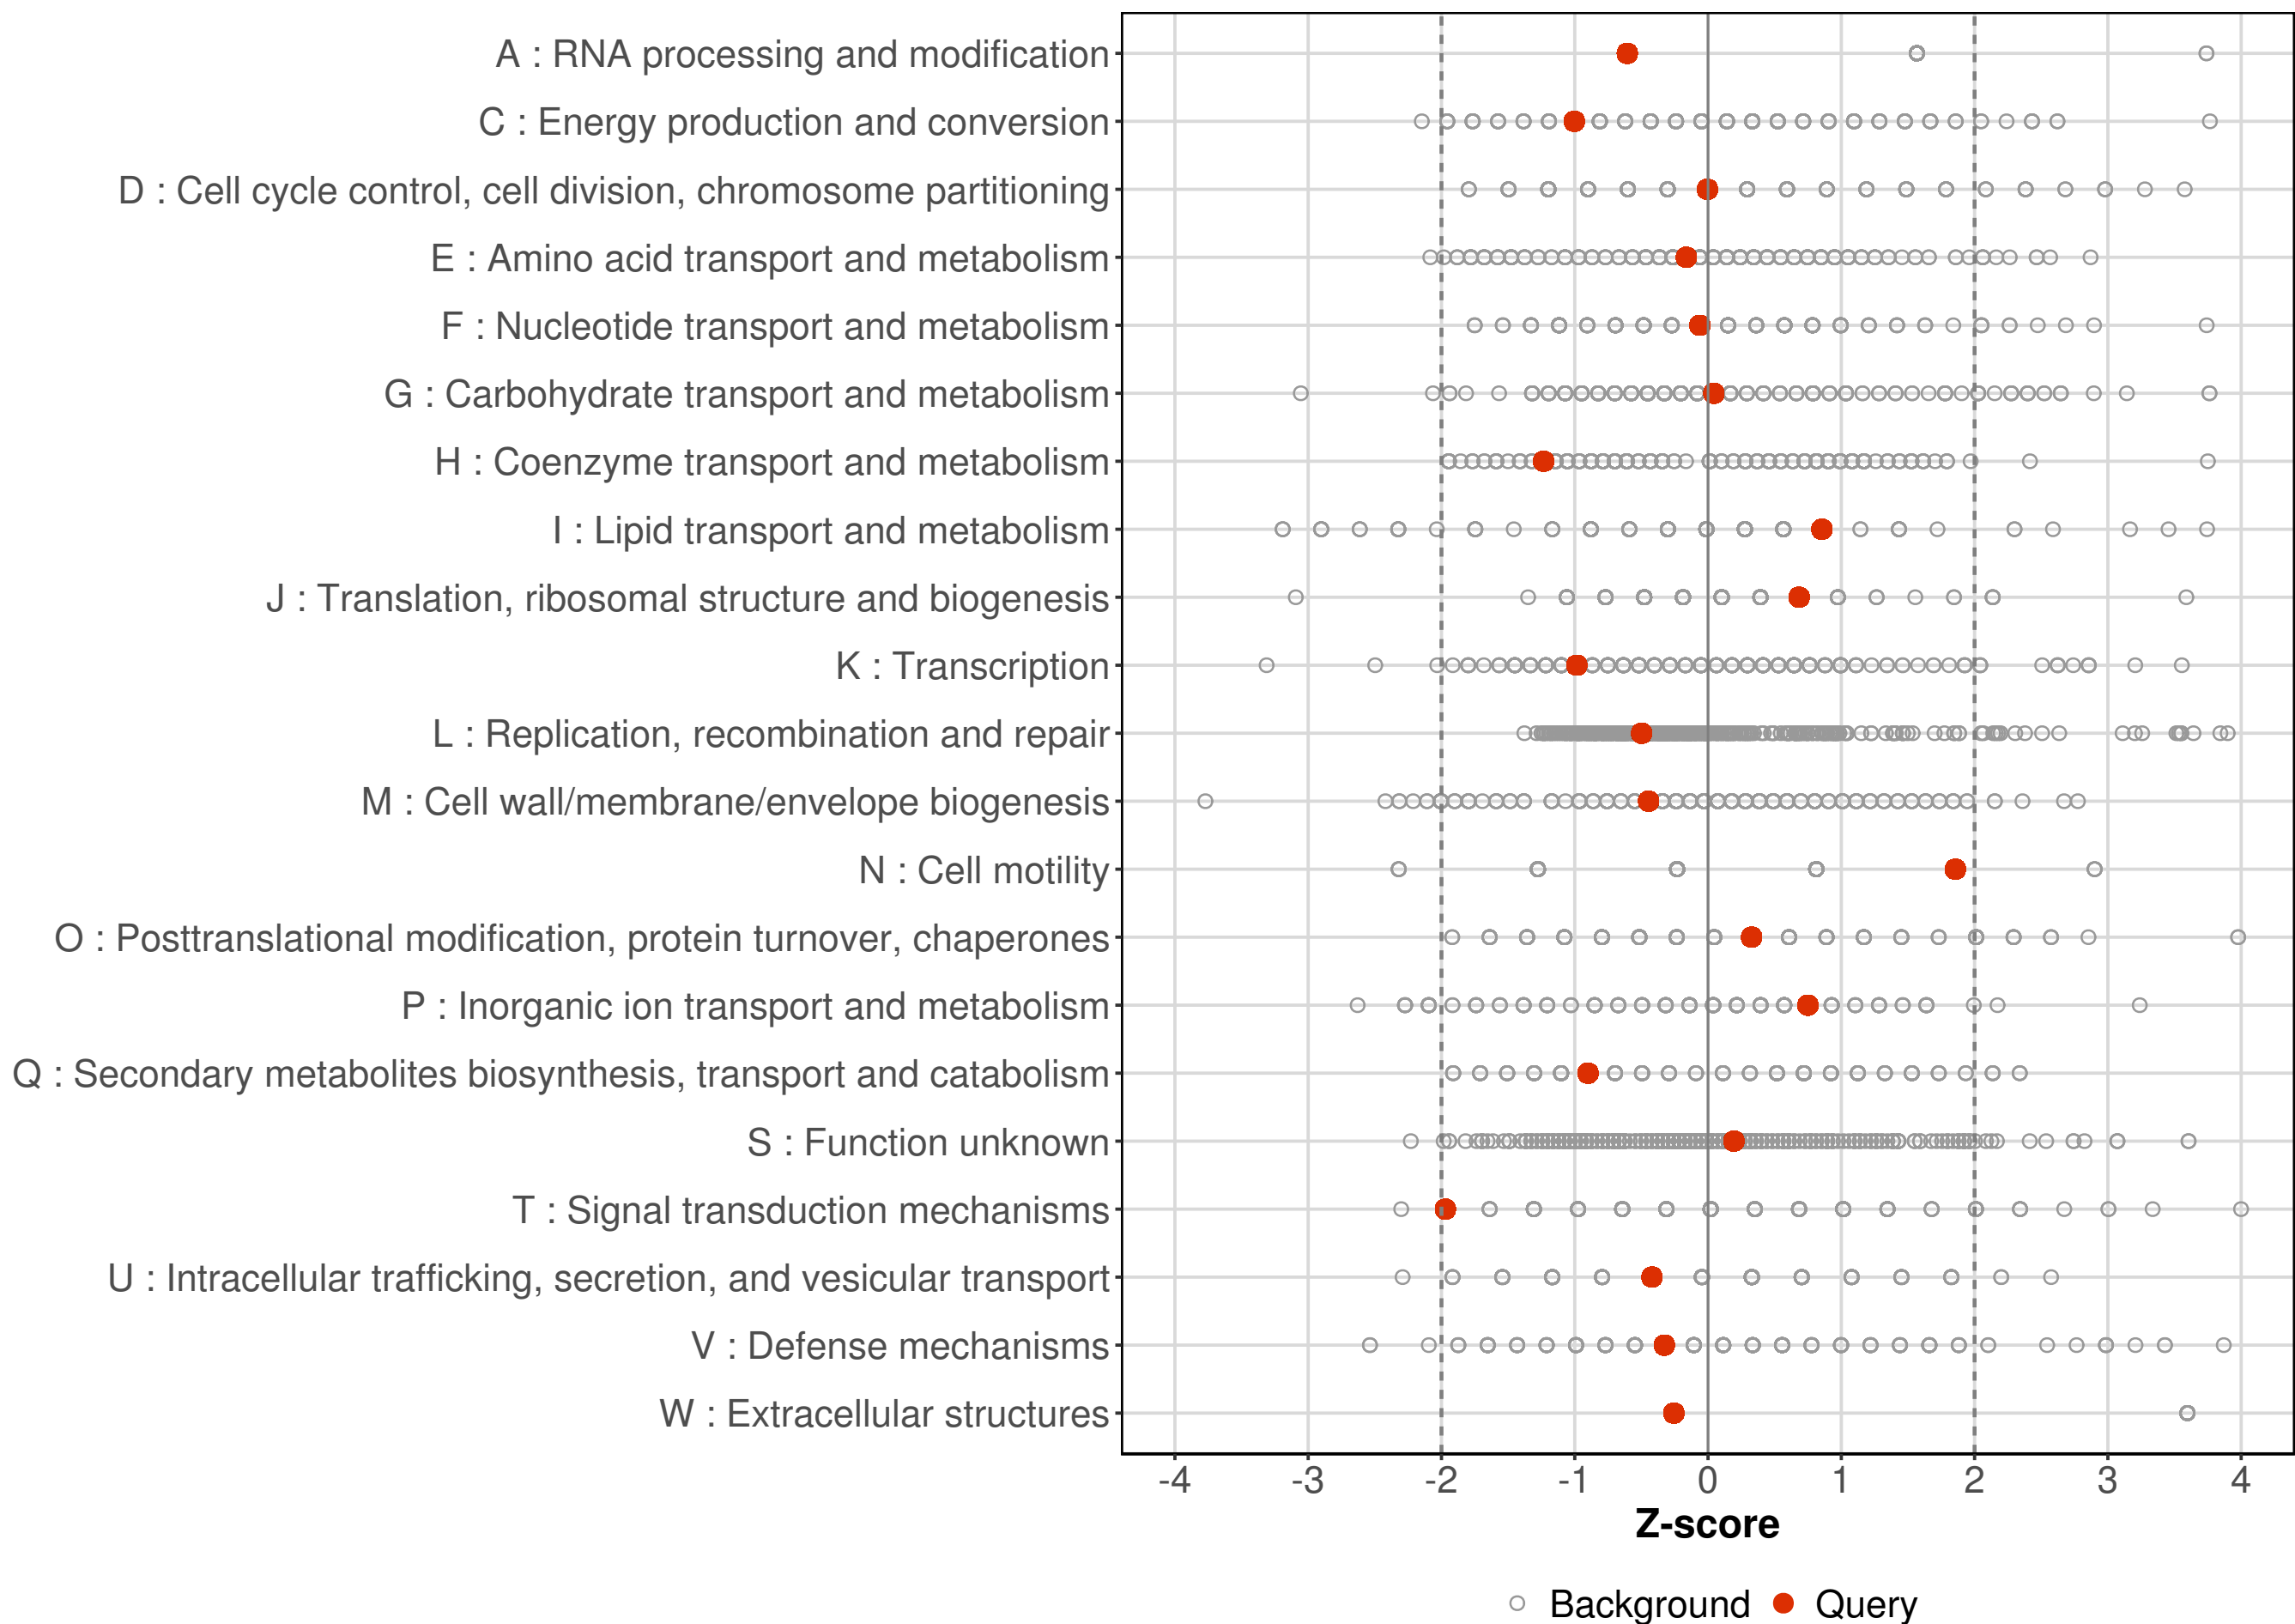 A : RNA processing and modification
C : Energy production and conversion
D : Cell cycle control, cell division, chromosome partitioning
E : Amino acid transport and metabolism
F : Nucleotide transport and metabolism
G : Carbohydrate transport and metabolism
H : Coenzyme transport and metabolism
I : Lipid transport and metabolism
J : Translation, ribosomal structure and biogenesis
K : Transcription
L : Replication, recombination and repair
M : Cell wall/membrane/envelope biogenesis
N : Cell motility
O : Posttranslational modification, protein turnover, chaperones
P : Inorganic ion transport and metabolism
Q : Secondary metabolites biosynthesis, transport and catabolism
S : Function unknown
T : Signal transduction mechanisms
U : Intracellular trafficking, secretion, and vesicular transport
V : Defense mechanisms
W : Extracellular structures
-4 -3 -2 -1 0 1 2 3 4
Z-score
Background Query